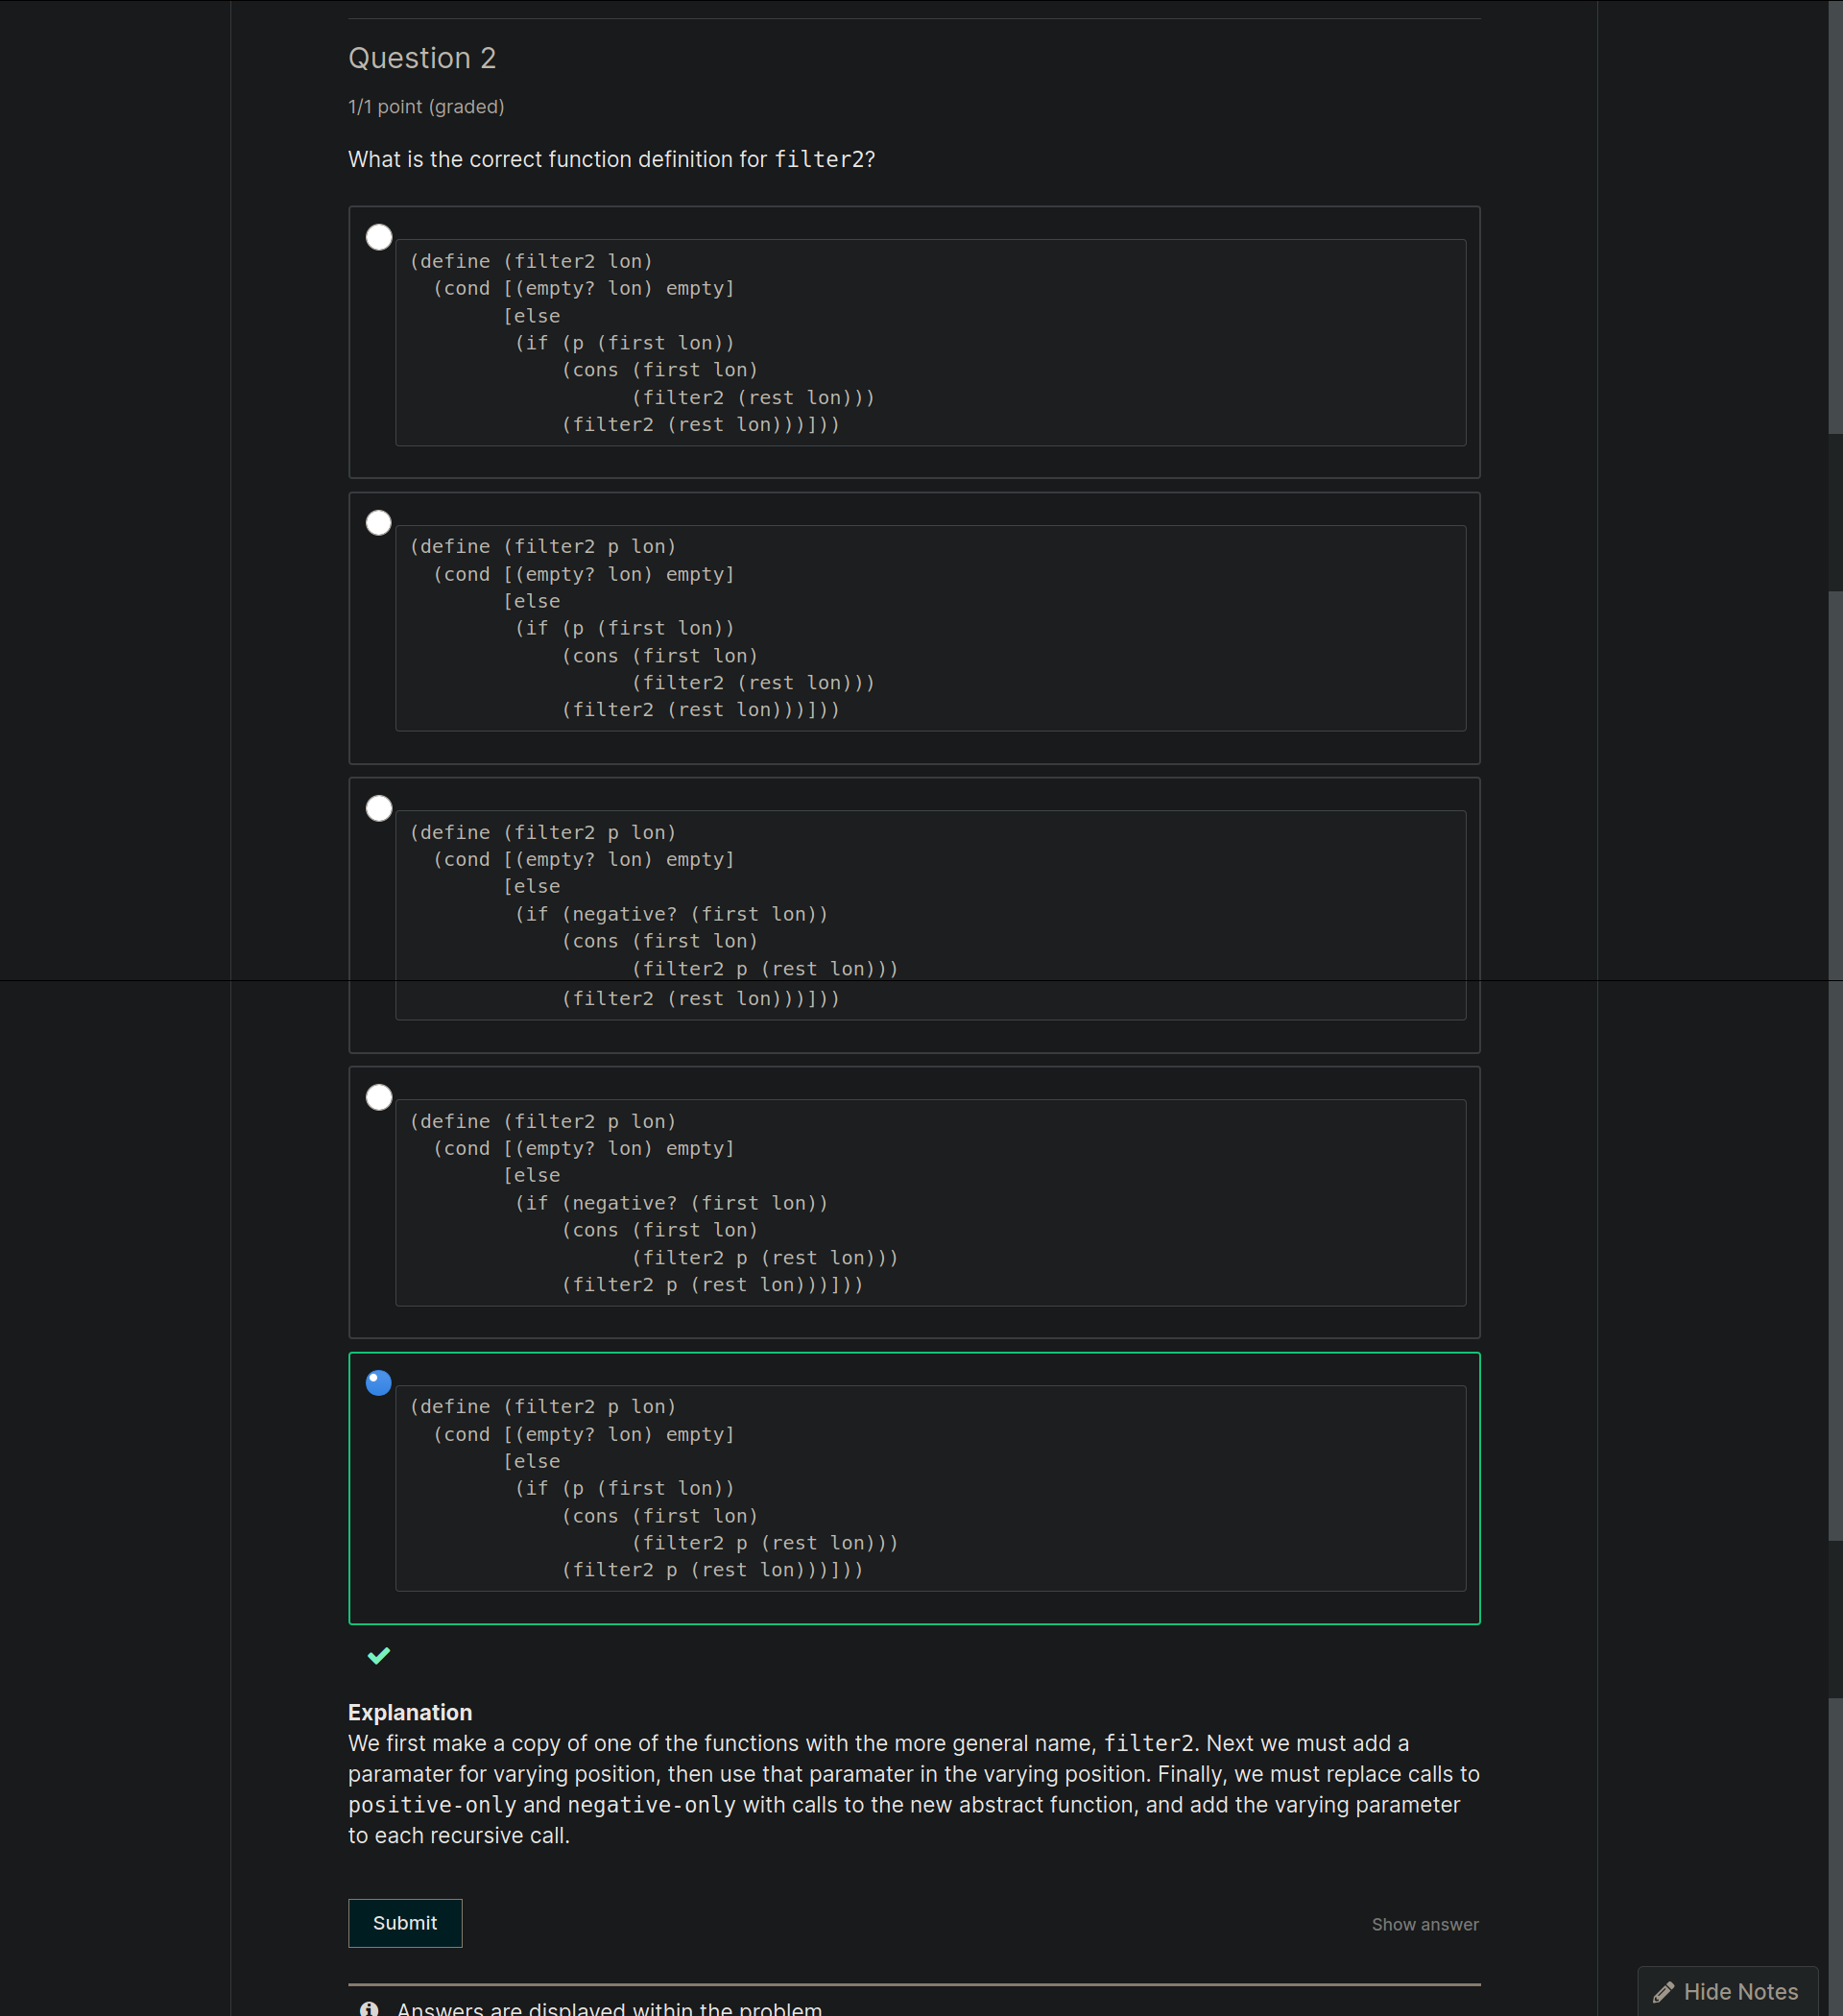 Question 2
1/1 point (graded)
What is the correct function definition for filter2?
(define (filter2 lon)
  (cond [(empty? lon) empty]
        [else
         (if (p (first lon))
             (cons (first lon)
                   (filter2 (rest lon)))
             (filter2 (rest lon)))]))
(define (filter2 p lon)
  (cond [(empty? lon) empty]
        [else
         (if (p (first lon))
             (cons (first lon)
                   (filter2 (rest lon)))
             (filter2 (rest lon)))]))
(define (filter2 p lon)
  (cond [(empty? lon) empty]
        [else
         (if (negative? (first lon))
             (cons (first lon)
                   (filter2 p (rest lon)))
             (filter2 (rest lon)))]))
(define (filter2 p lon)
  (cond [(empty? lon) empty]
        [else
         (if (negative? (first lon))
             (cons (first lon)
                   (filter2 p (rest lon)))
             (filter2 p (rest lon)))]))
(define (filter2 p lon)
  (cond [(empty? lon) empty]
        [else
         (if (p (first lon))
             (cons (first lon)
                   (filter2 p (rest lon)))
             (filter2 p (rest lon)))]))
Explanation
We first make a copy of one of the functions with the more general name, filter2. Next we must add a
paramater for varying position, then use that paramater in the varying position. Finally, we must replace calls to
positive-only and negative-only with calls to the new abstract function, and add the varying parameter
to each recursive call.
Submit
Show answer
Hide Notes
Answers are displayed within the problem